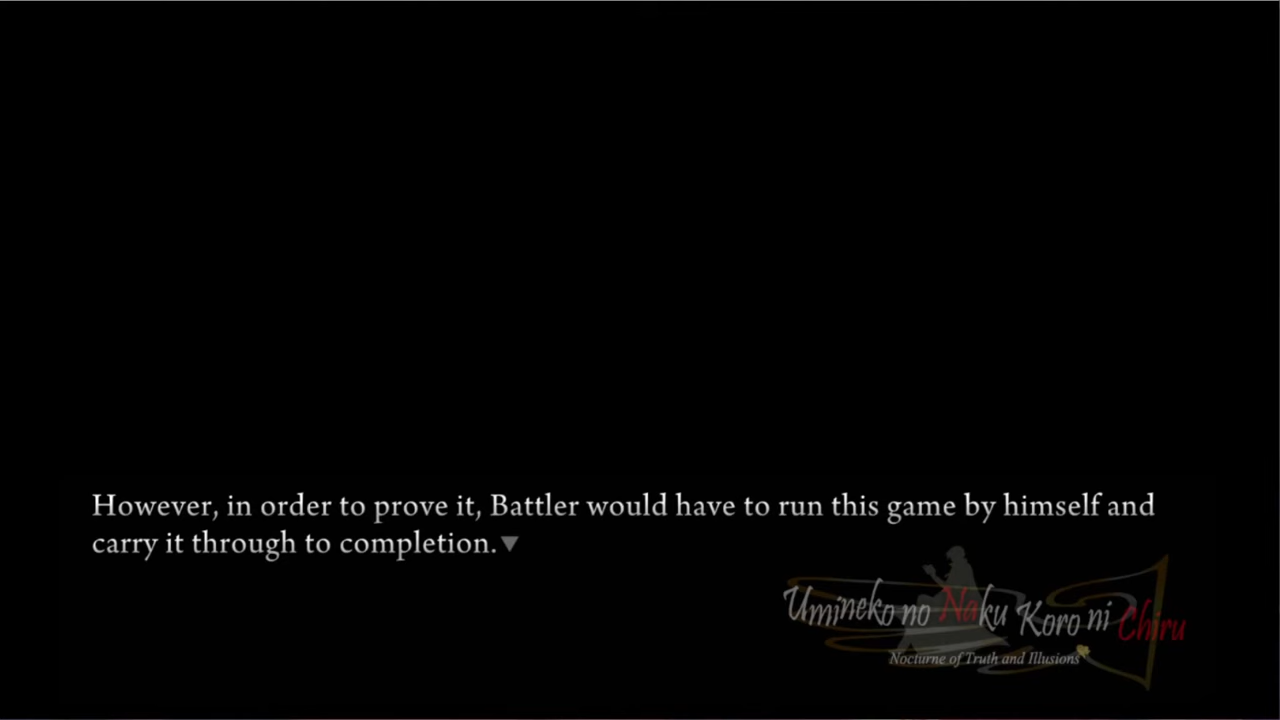 However, in order to prove it, Battler would have to run this game by himself and
carry it through to completion.
Umineko no Naku Koro ni Chiru
Nocturne of Truth and Illusions